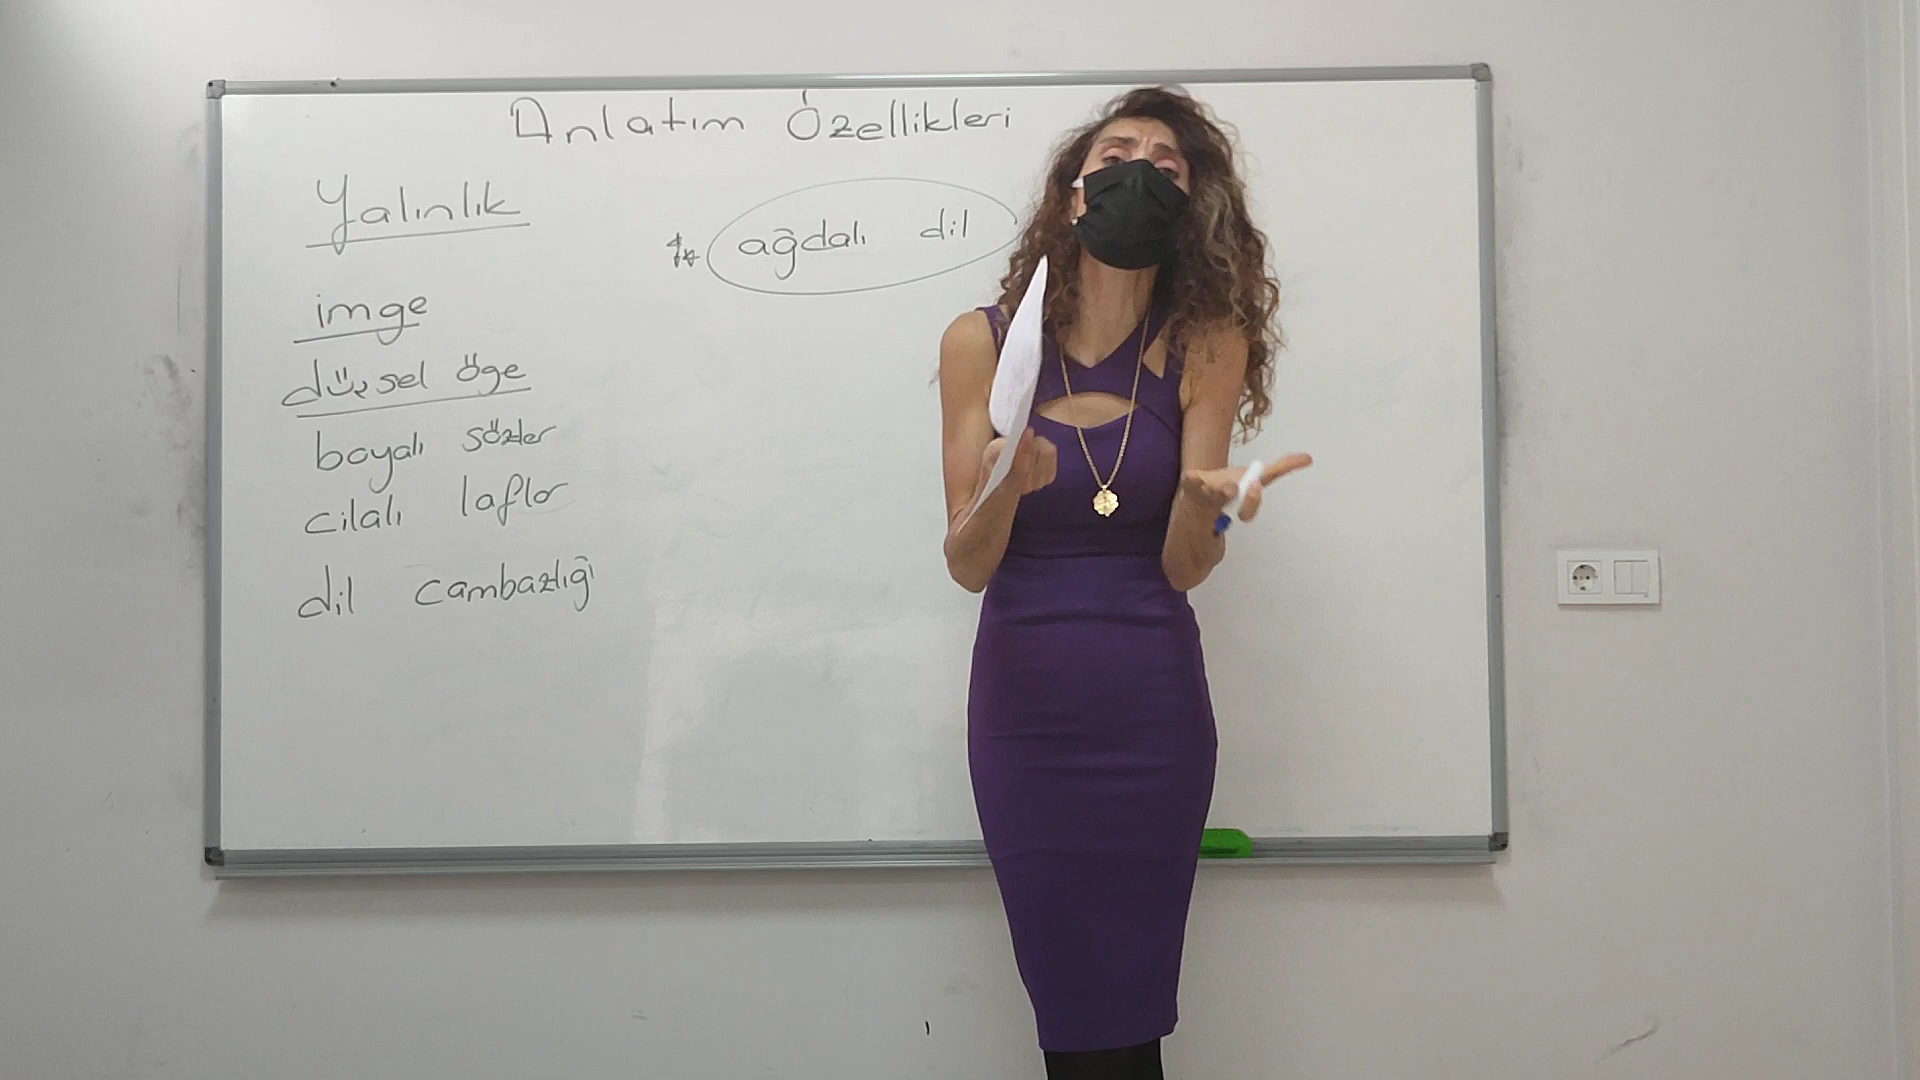 Anlatım Özellikleri
Yalınlık
ağdalı dil
imge
düşsel öge
boyalı sözler
cilalı laflar
dil cambazlığı